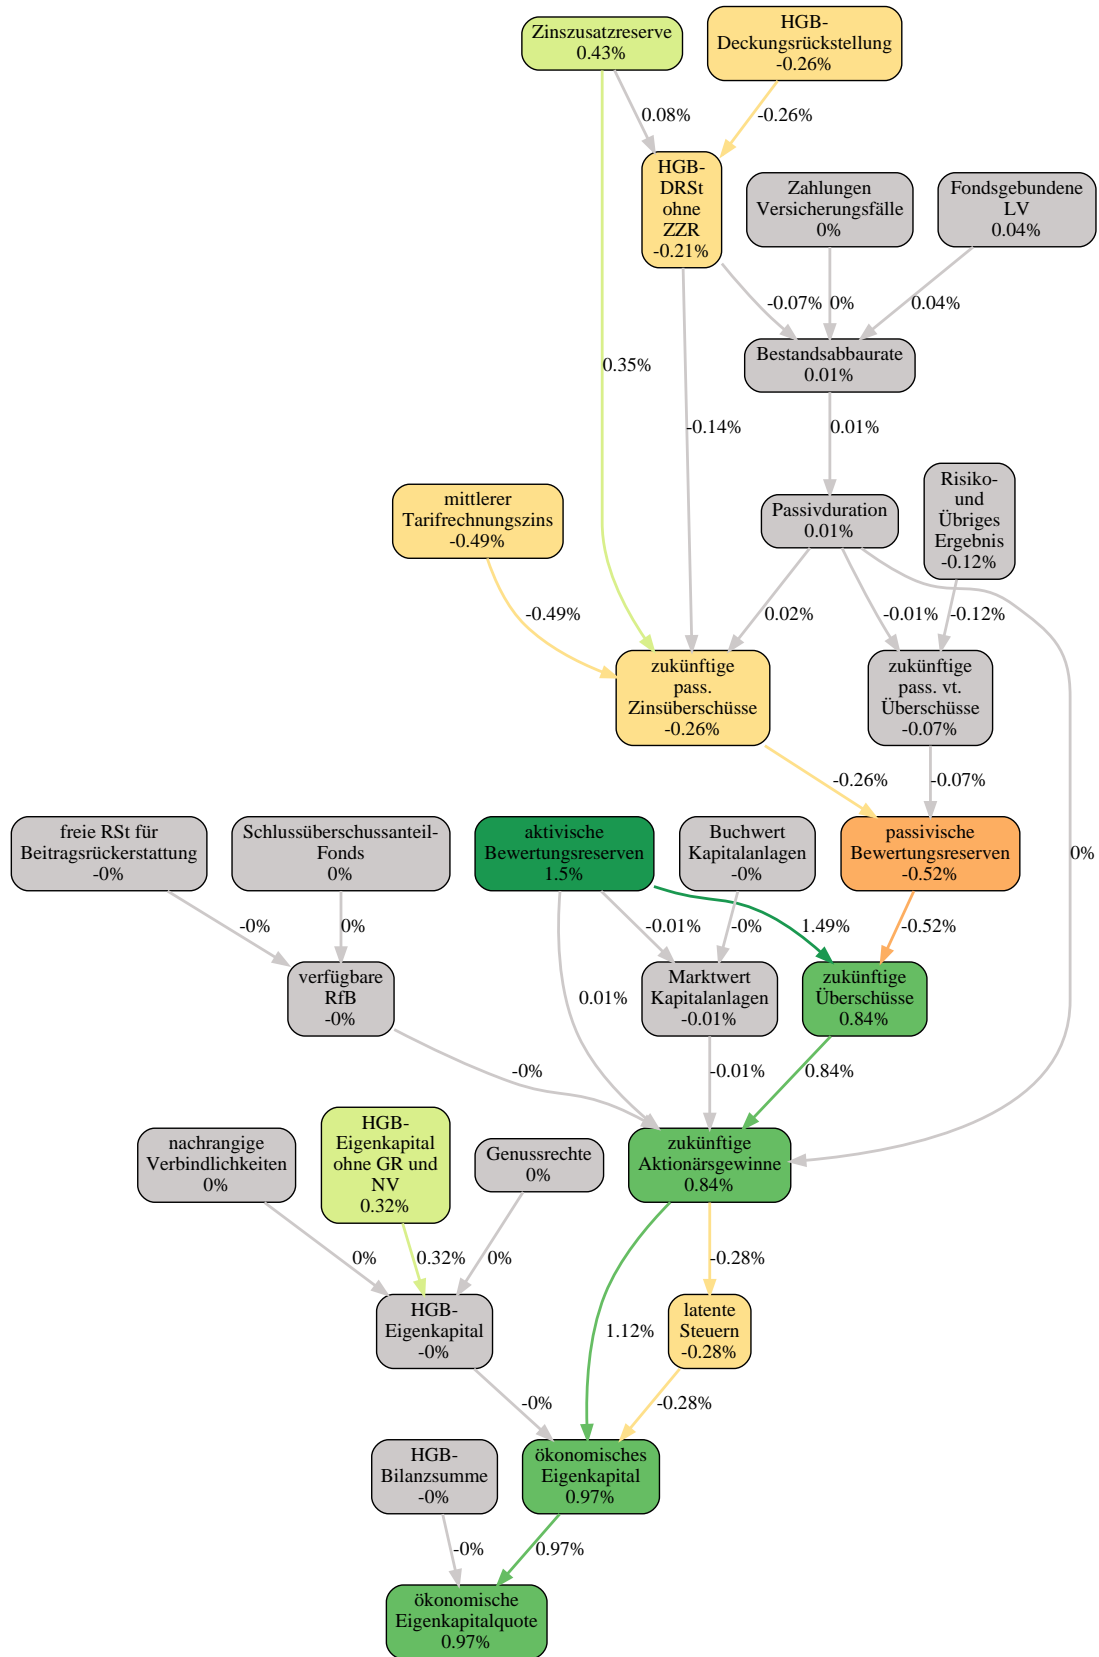 Zinszusatzreserve
0.43%
HGB-
Deckungsrückstellung
-0.26%
0.08%
-0.26%
HGB-
DRSt
ohne
ZZR
-0.21%
Zahlungen
Versicherungsfälle
0%
Fondsgebundene
LV
0.04%
-0.07%
0%
0.04%
0.35%
Bestandsabbaurate
0.01%
-0.14%
0.01%
mittlerer
Tarifrechnungszins
-0.49%
Passivduration
0.01%
Risiko-
und
Übriges
Ergebnis
-0.12%
-0.49%
0.02%
-0.01%
-0.12%
zukünftige
pass.
Zinsüberschüsse
-0.26%
zukünftige
pass. vt.
Überschüsse
-0.07%
-0.26%
-0.07%
freie RSt für
Beitragsrückerstattung
-0%
Schlussüberschussanteil-
Fonds
0%
aktivische
Bewertungsreserven
1.5%
Buchwert
Kapitalanlagen
-0%
passivische
Bewertungsreserven
-0.52%
0%
-0%
0%
-0.01%
-0%
1.49%
-0.52%
verfügbare
RfB
-0%
0.01%
Marktwert
Kapitalanlagen
-0.01%
zukünftige
Überschüsse
0.84%
-0%
-0.01%
0.84%
nachrangige
Verbindlichkeiten
0%
HGB-
Eigenkapital
ohne GR und
NV
0.32%
Genussrechte
0%
zukünftige
Aktionärsgewinne
0.84%
0%
0.32%
0%
-0.28%
HGB-
Eigenkapital
-0%
1.12%
latente
Steuern
-0.28%
-0%
-0.28%
HGB-
Bilanzsumme
-0%
ökonomisches
Eigenkapital
0.97%
-0%
0.97%
ökonomische
Eigenkapitalquote
0.97%